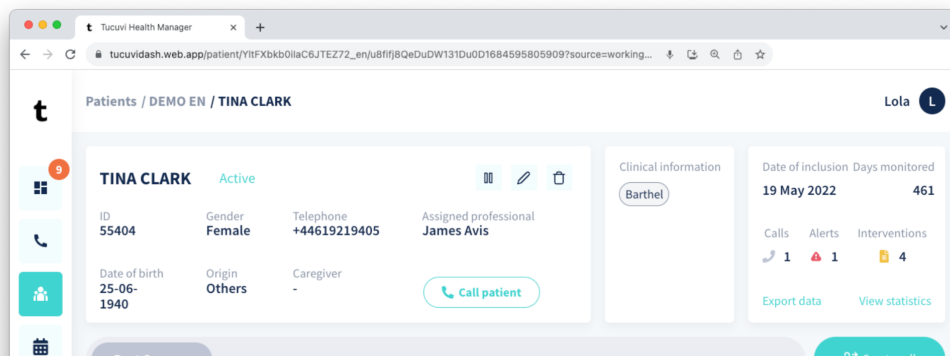 t Tucuvi Health Manager
tucuvidash.web.app/patient/YltFXbkb0ilaC6JTEZ72_en/u8fifj8QeDuDW131Du0D1684595805909?source=working...
t
Patients / DEMO EN / TINA CLARK
Lola L
9
TINA CLARK Active
ID Gender Telephone Assigned professional
55404 Female +44619219405 James Avis
Date of birth Origin Caregiver
25-06-1940 Others -
Call patient
Clinical information
Barthel
Date of inclusion Days monitored
19 May 2022 461
Calls Alerts Interventions
1 1 4
Export data View statistics